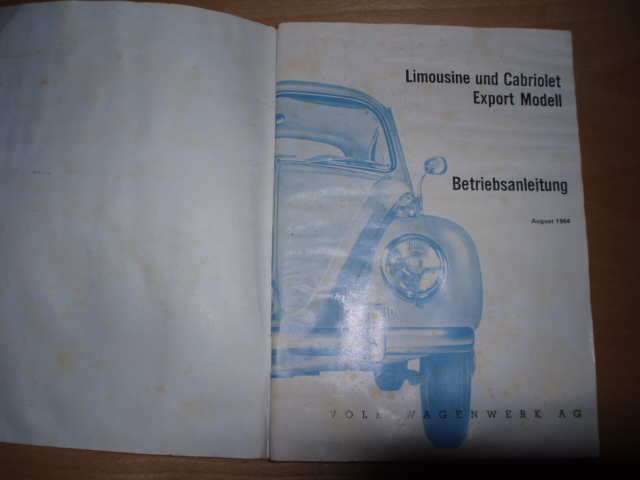 Limousine und Cabriolet
Export Modell
Betriebsanleitung
August 1964
VOLKSWAGENWERK AG